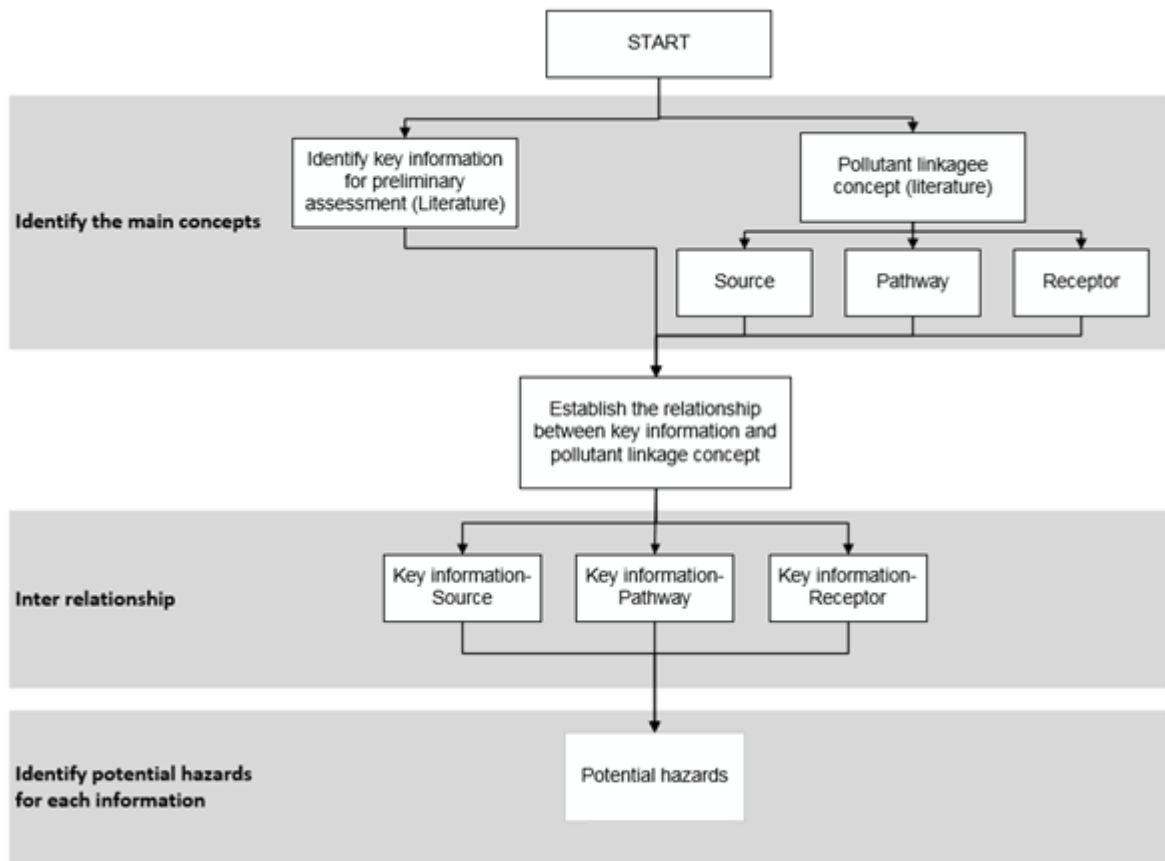 START
Identify the main concepts
Identify key information
for preliminary
assessment (Literature)
Pollutant linkagee
concept (literature)
Source
Pathway
Receptor
Establish the relationship
between key information and
pollutant linkage concept
Inter relationship
Key information-
Source
Key information-
Pathway
Key information-
Receptor
Identify potential hazards
for each information
Potential hazards